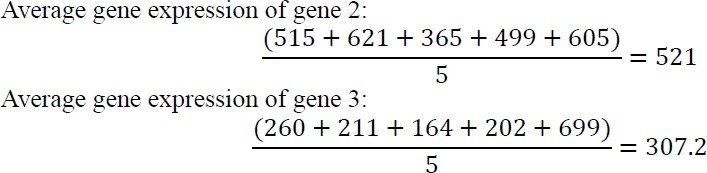 Average gene expression of gene 2:
(515 + 621 + 365 + 499 + 605)
5
= 521
Average gene expression of gene 3:
(260 + 211 + 164 + 202 + 699)
5
= 307.2